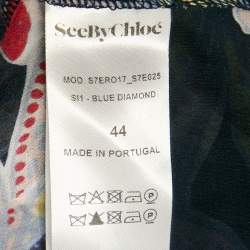 SeeByChloé
MOD. S7ERO17_S7E025
SI1 - BLUE DIAMOND
44
MADE IN PORTUGAL